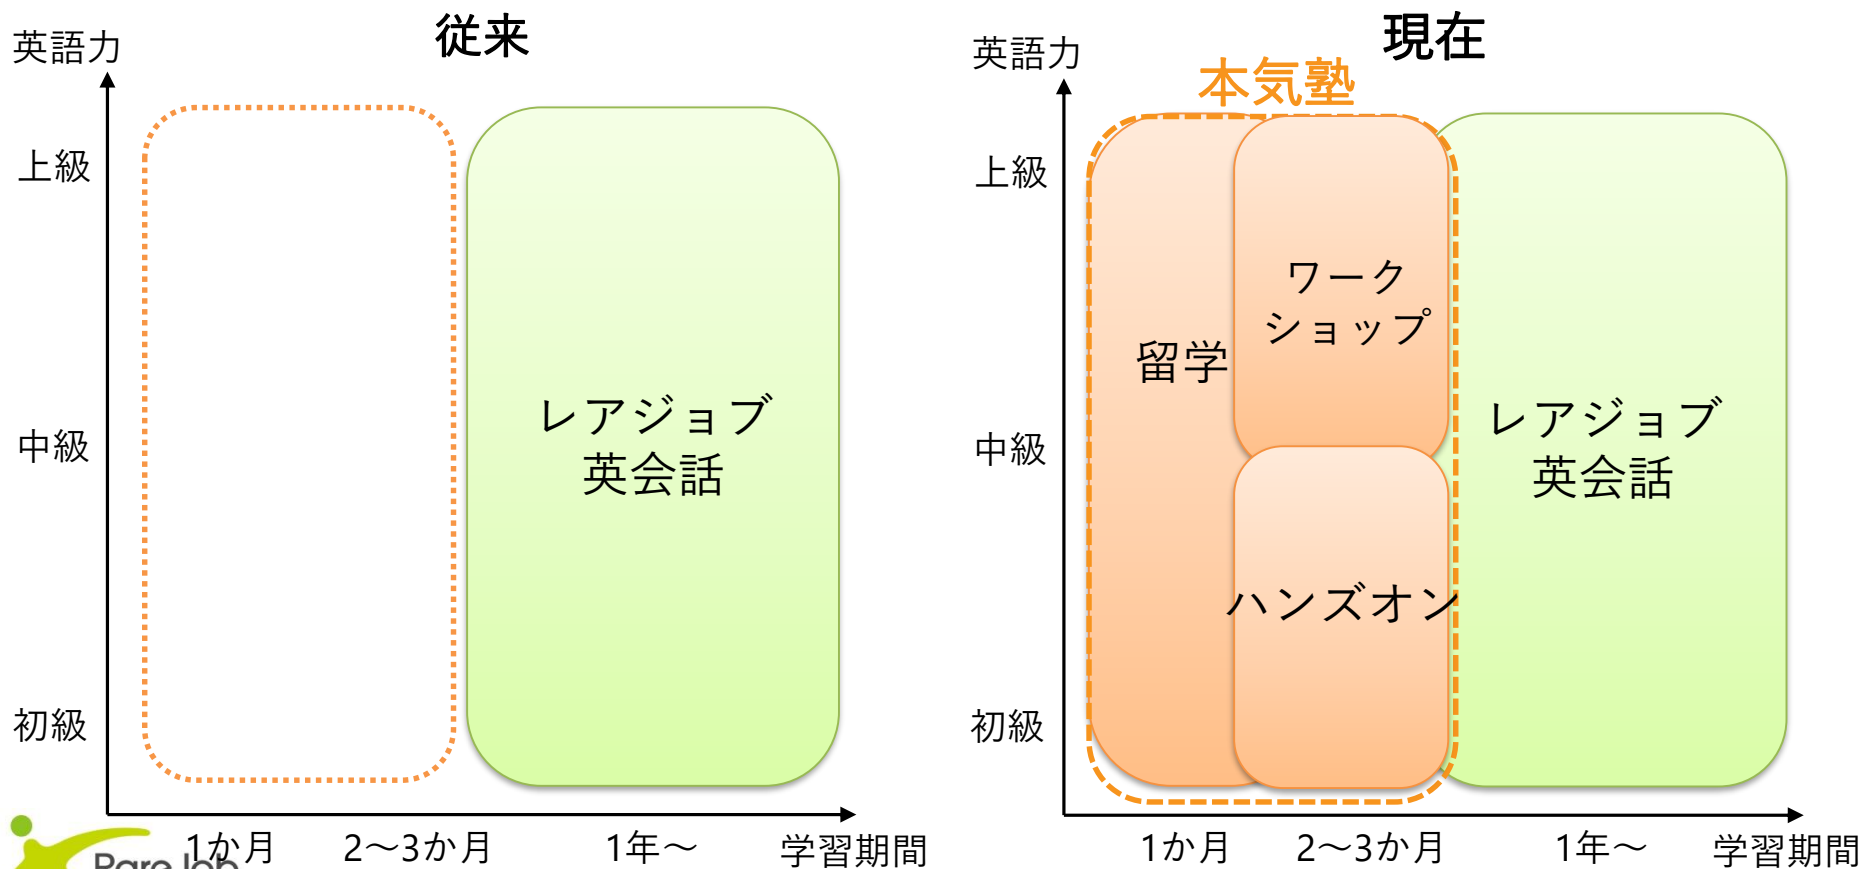 従来
英語力
上級
中級
初級
レアジョブ
英会話
1か月
2～3か月
1年～
学習期間
RareJob
現在
英語力
本気塾
上級
中級
初級
留学
ワーク
ショップ
ハンズオン
レアジョブ
英会話
1か月
2～3か月
1年～
学習期間